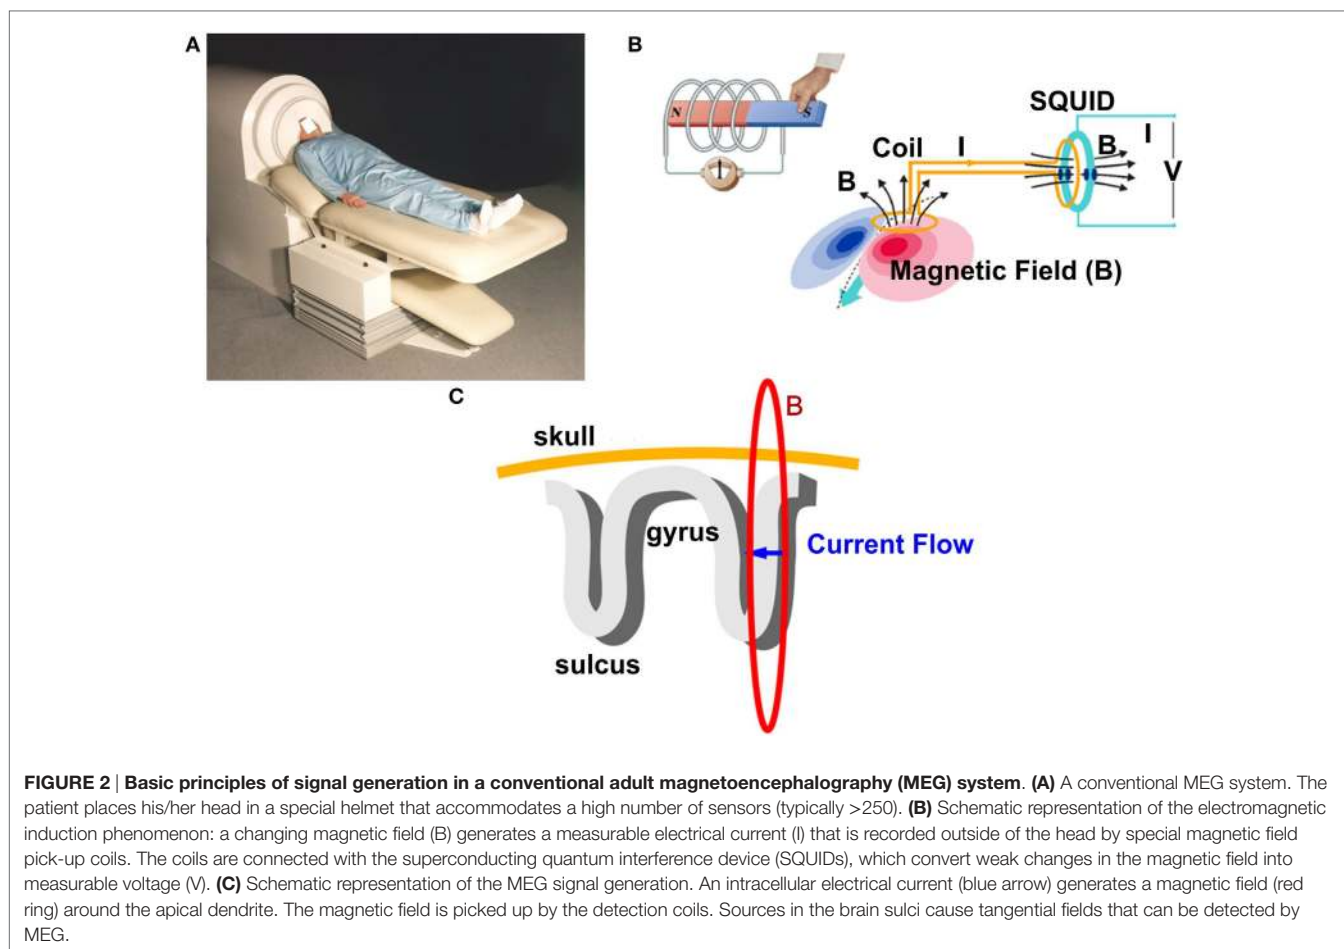 A
B
N
S
SQUID
I
B
V
Coil
I
B
Magnetic Field (B)
C
B
skull
gyrus
Current Flow
sulcus
FIGURE 2 | Basic principles of signal generation in a conventional adult magnetoencephalography (MEG) system. (A) A conventional MEG system. The
patient places his/her head in a special helmet that accommodates a high number of sensors (typically >250). (B) Schematic representation of the electromagnetic
induction phenomenon: a changing magnetic field (B) generates a measurable electrical current (I) that is recorded outside of the head by special magnetic field
pick-up coils. The coils are connected with the superconducting quantum interference device (SQUIDs), which convert weak changes in the magnetic field into
measurable voltage (V). (C) Schematic representation of the MEG signal generation. An intracellular electrical current (blue arrow) generates a magnetic field (red
ring) around the apical dendrite. The magnetic field is picked up by the detection coils. Sources in the brain sulci cause tangential fields that can be detected by
MEG.